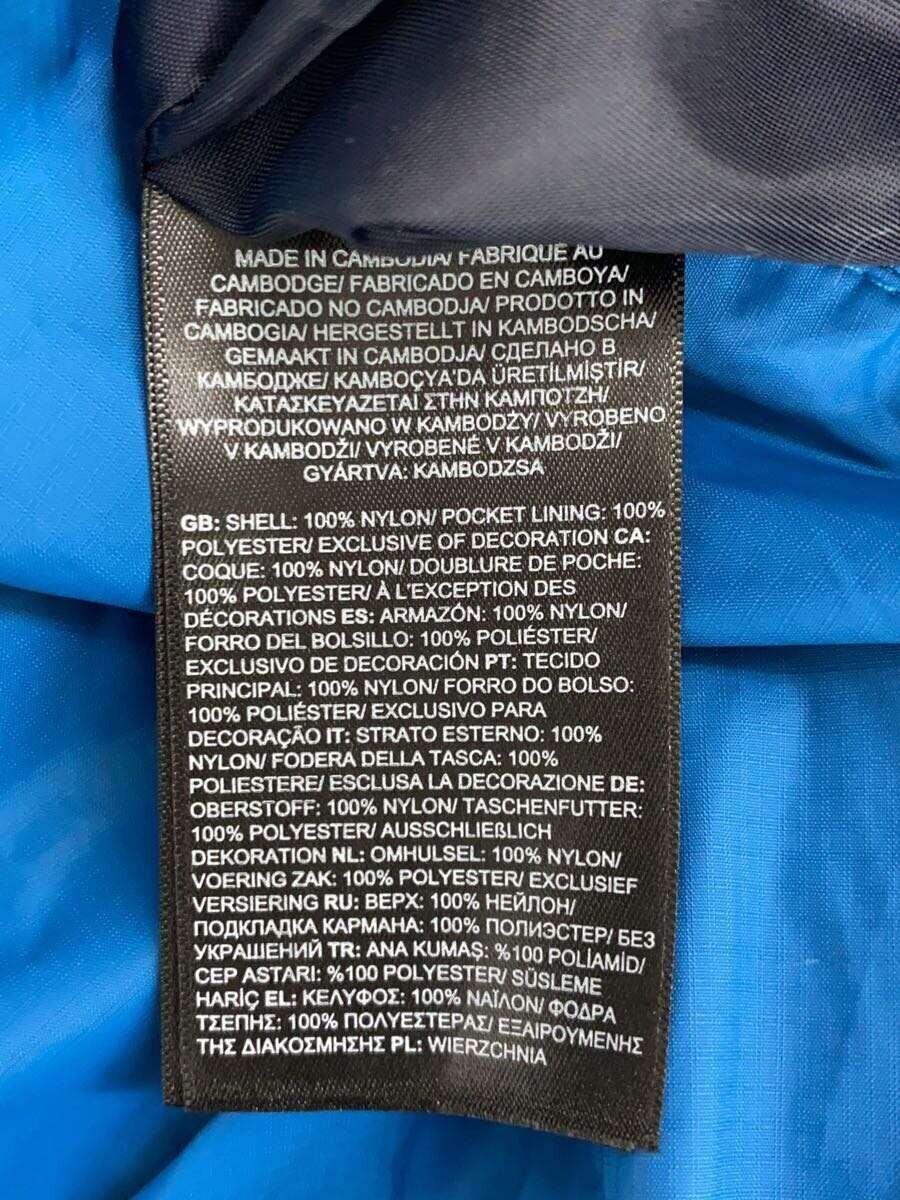 MADE IN CAMBODIA/ FABRIQUÉ AU
CAMBODGE/ FABRICADO EN CAMBOYA/
FABRICADO NO CAMBODJA/ PRODOTTO IN
CAMBOGIA/ HERGESTELLT IN KAMBODSCHA/
GEMAAKT IN CAMBODJA/ СДЕЛАНО В
КАМБОДЖЕ/ KAMBOÇYA'DA ÜRETİLMİŞTİR/
ΚΑΤΑΣΚΕΥΑΖΕΤΑΙ ΣΤΗΝ ΚΑΜΠΟΤΖΗ/
WYPRODUKOWANO W KAMBODŻY/ VYROBENO
V KAMBODŽI/ VYROBENÉ V KAMBODŽI/
GYÁRTVA: KAMBODZSA
GB: SHELL: 100% NYLON/ POCKET LINING: 100%
POLYESTER/ EXCLUSIVE OF DECORATION CA:
COQUE: 100% NYLON/ DOUBLURE DE POCHE:
100% POLYESTER/ À L'EXCEPTION DES
DÉCORATIONS ES: ARMAZÓN: 100% NYLON/
FORRO DEL BOLSILLO: 100% POLIÉSTER/
EXCLUSIVO DE DECORACIÓN PT: TECIDO
PRINCIPAL: 100% NYLON/ FORRO DO BOLSO:
100% POLIÉSTER/ EXCLUSIVO PARA
DECORAÇÃO IT: STRATO ESTERNO: 100%
NYLON/ FODERA DELLA TASCA: 100%
POLIESTERE/ ESCLUSA LA DECORAZIONE DE:
OBERSTOFF: 100% NYLON/ TASCHENFUTTER:
100% POLYESTER/ AUSSCHLIEßLICH
DEKORATION NL: OMHULSEL: 100% NYLON/
VOERING ZAK: 100% POLYESTER/ EXCLUSIEF
VERSIERING RU: ВЕРХ: 100% НЕЙЛОН/
ПОДКЛАДКА КАРМАНА: 100% ПОЛИЭСТЕР/ БЕЗ
УКРАШЕНИЙ TR: ANA KUMAŞ: %100 POLİAMİD/
CEP ASTARI: %100 POLYESTER/ SÜSLEME
HARİÇ EL: ΚΕΛΥΦΟΣ: 100% ΝΑΪΛΟΝ/ ΦΟΔΡΑ
ΤΣΕΠΗΣ: 100% ΠΟΛΥΕΣΤΕΡΑΣ/ ΕΞΑΙΡΟΥΜΕΝΗΣ
ΤΗΣ ΔΙΑΚΟΣΜΗΣΗΣ PL: WIERZCHNIA